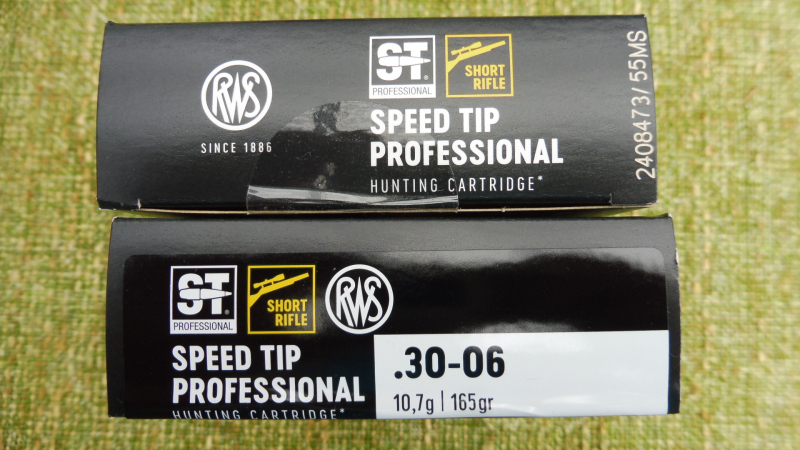 ST
PROFESSIONAL
SHORT
RIFLE
RWS
SINCE 1886
SPEED TIP
PROFESSIONAL
HUNTING CARTRIDGE*
2408473/ 55MS
ST
PROFESSIONAL
SHORT
RIFLE
RWS
SPEED TIP
PROFESSIONAL
HUNTING CARTRIDGE*
.30-06
10,7g | 165gr